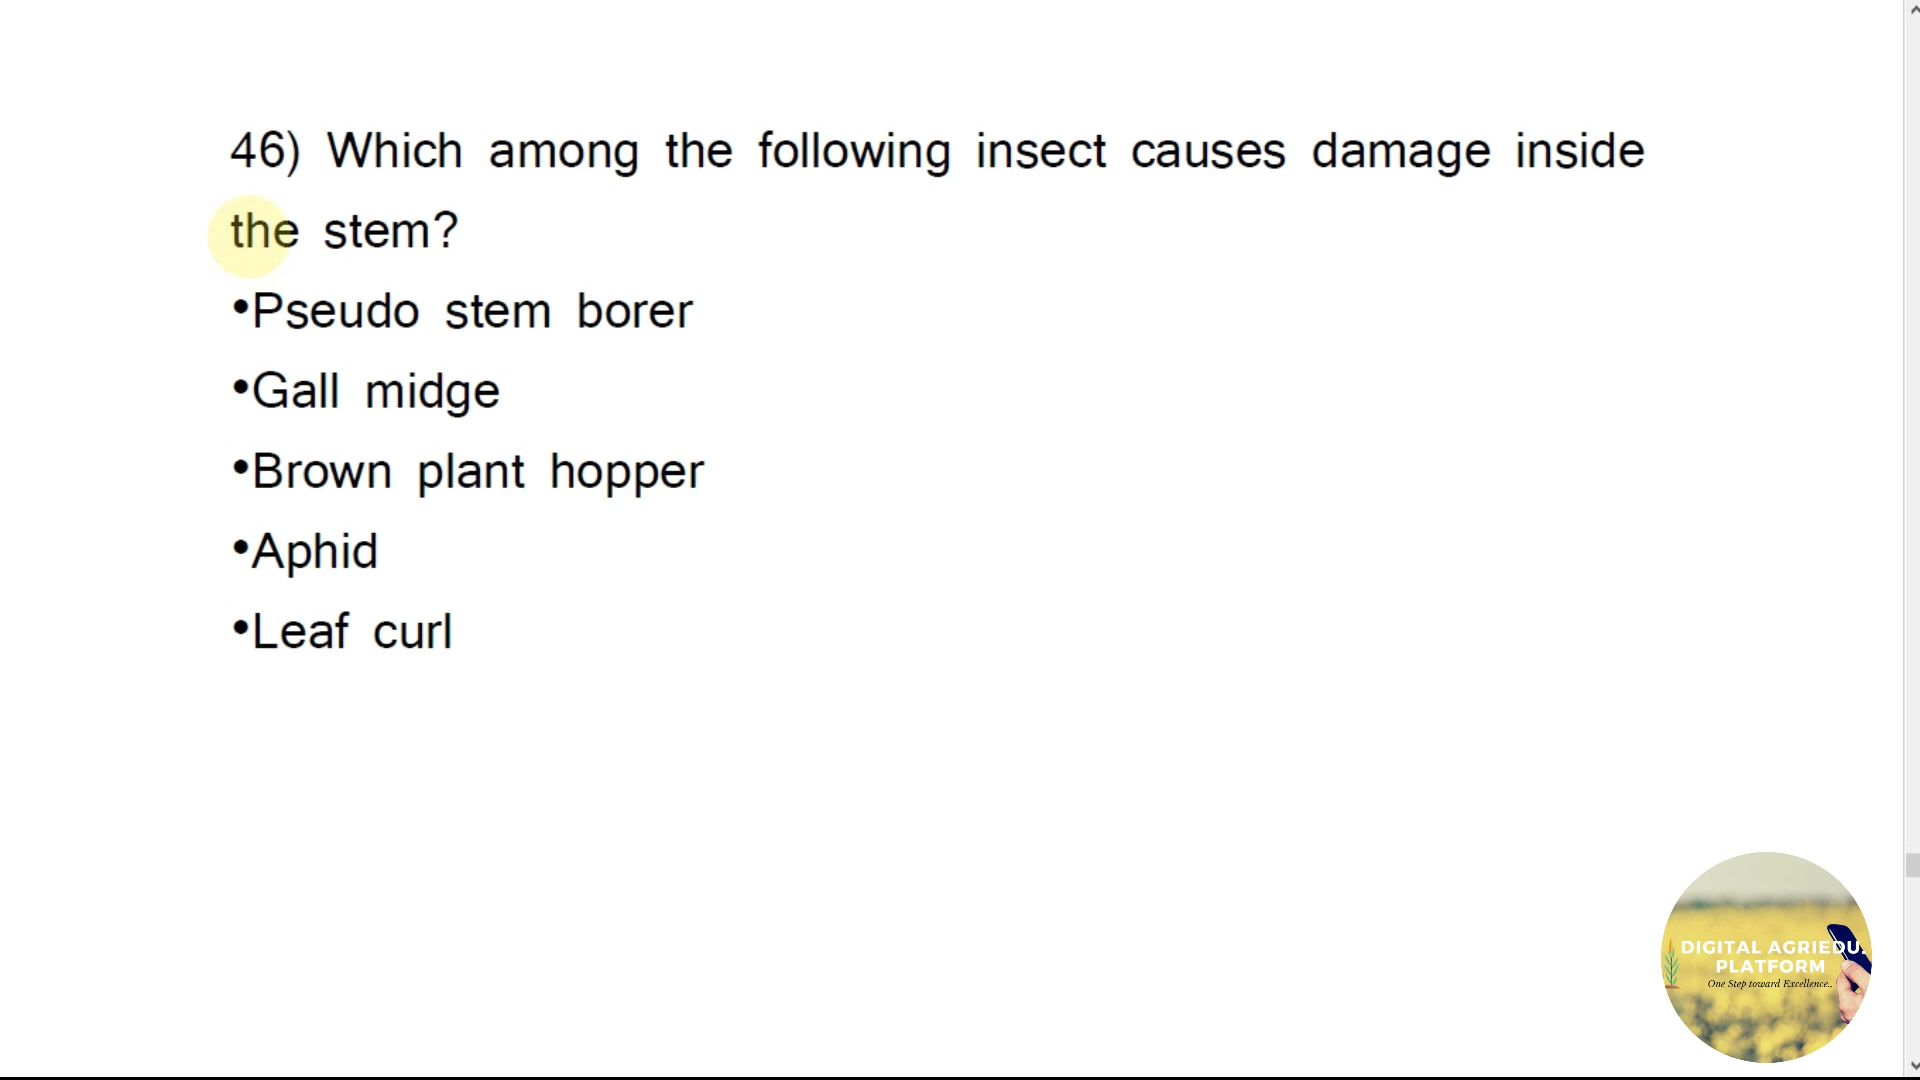 46) Which among the following insect causes damage inside
the stem?
•Pseudo stem borer
•Gall midge
•Brown plant hopper
•Aphid
•Leaf curl
DIGITAL AGRIEDU.
PLATFORM
One Step toward Excellence..